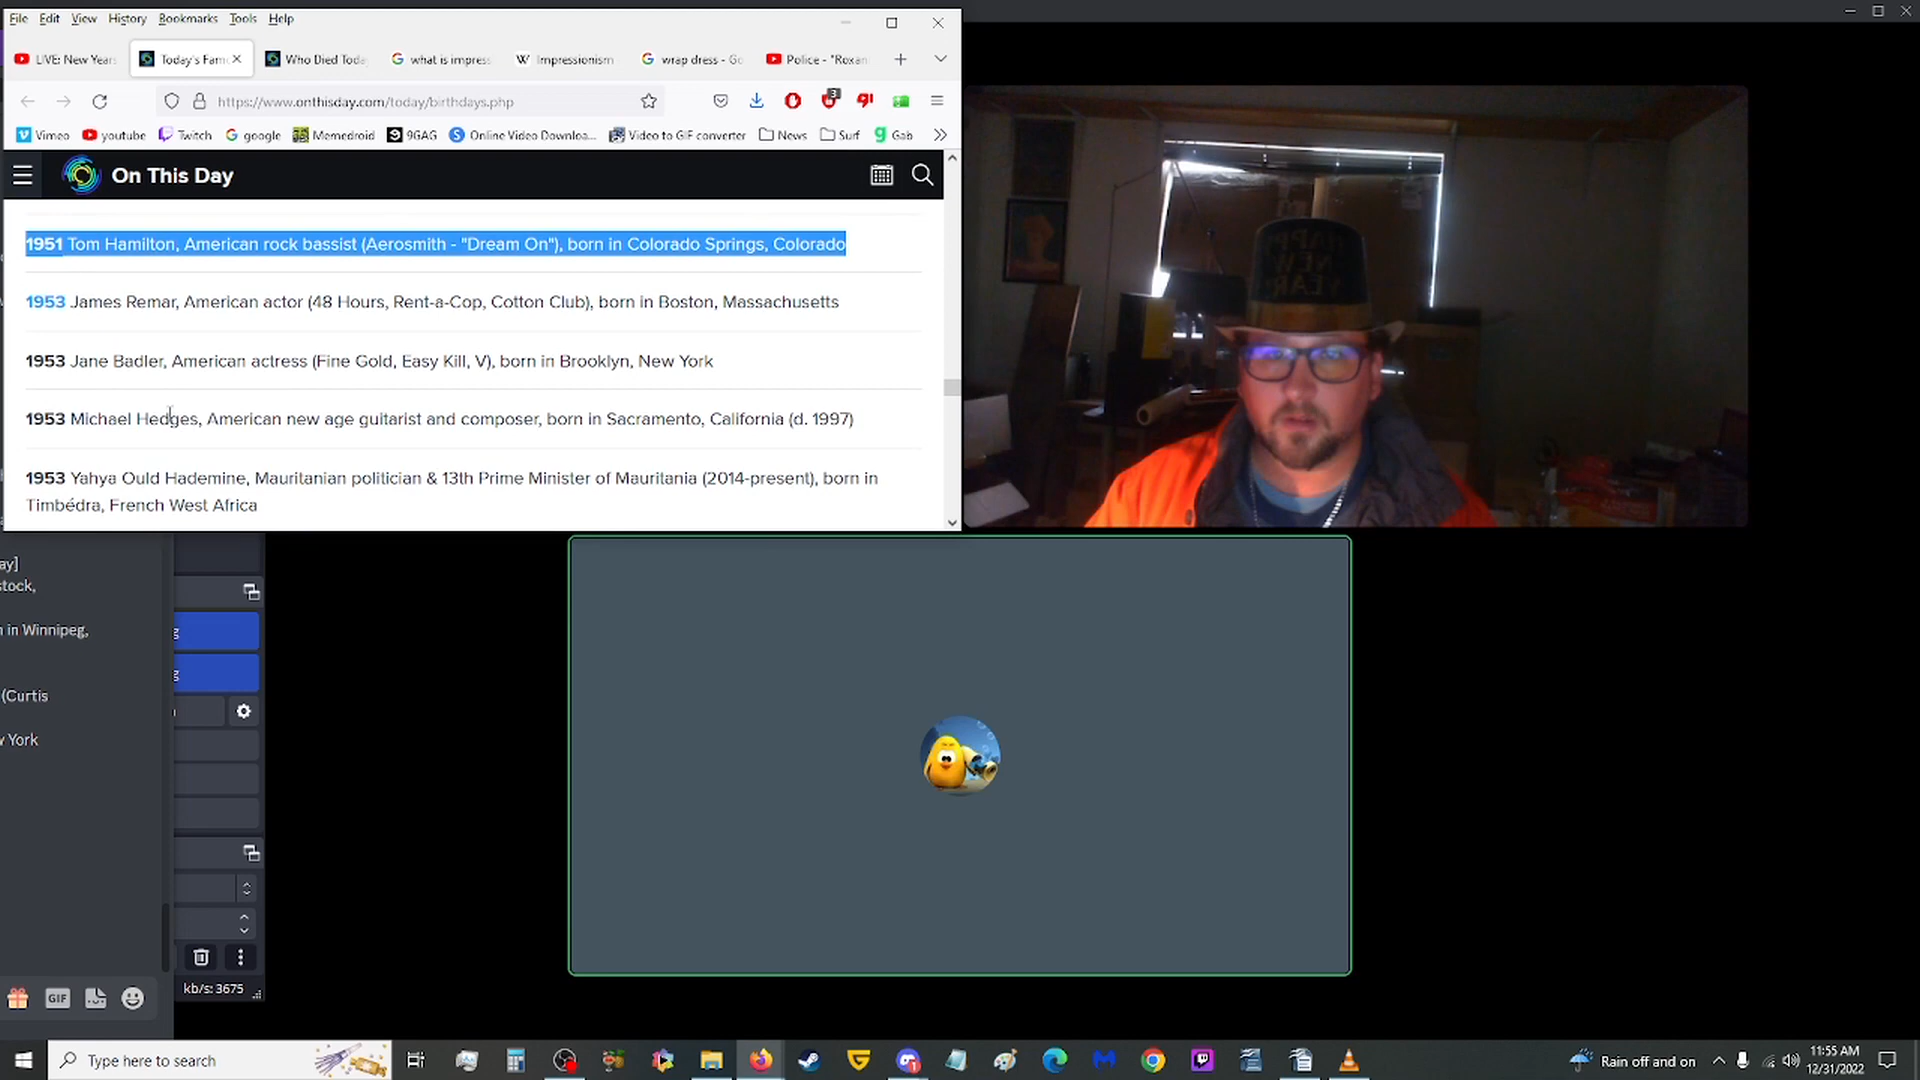 File Edit View History Bookmarks Tools Help
LIVE: New Years
Today's Fam
Who Died Toda
what is impress
Impressionism
wrap dress - Go
Police - "Roxan
https://www.onthisday.com/today/birthdays.php
3
Vimeo youtube Twitch google Memedroid 9GAG Online Video Downloa... Video to GIF converter News Surf Gab
On This Day
1951 Tom Hamilton, American rock bassist (Aerosmith - "Dream On"), born in Colorado Springs, Colorado
1953 James Remar, American actor (48 Hours, Rent-a-Cop, Cotton Club), born in Boston, Massachusetts
1953 Jane Badler, American actress (Fine Gold, Easy Kill, V), born in Brooklyn, New York
1953 Michael Hedges, American new age guitarist and composer, born in Sacramento, California (d. 1997)
1953 Yahya Ould Hademine, Mauritanian politician & 13th Prime Minister of Mauritania (2014-present), born in
Timbédra, French West Africa
HAPPY
NEW
YEAR
ay]
stock,
n in Winnipeg,
g
g
(Curtis
v York
GIF
kb/s: 3675
Type here to search
Rain off and on
11:55 AM
12/31/2022